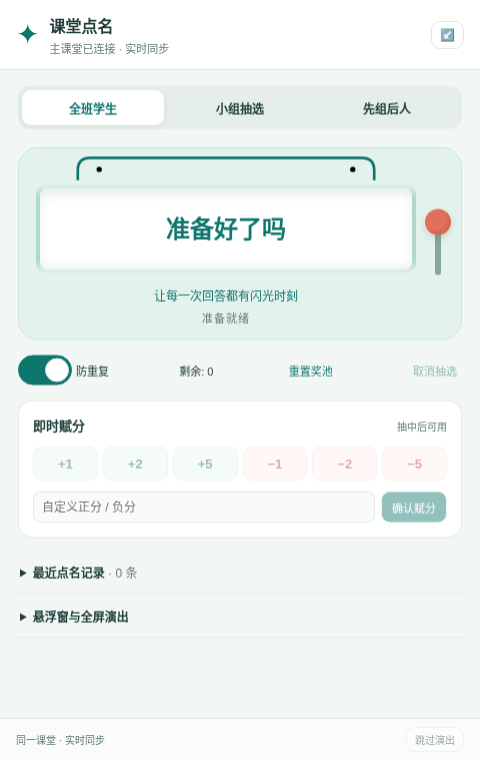 课堂点名
主课堂已连接 · 实时同步
全班学生 小组抽选 先组后人
准备好了吗
让每一次回答都有闪光时刻
准备就绪
防重复 剩余: 0 重置奖池 取消抽选
即时赋分 抽中后可用
+1 +2 +5 −1 −2 −5
自定义正分 / 负分 确认赋分
最近点名记录 · 0 条
悬浮窗与全屏演出
同一课堂 · 实时同步 跳过演出